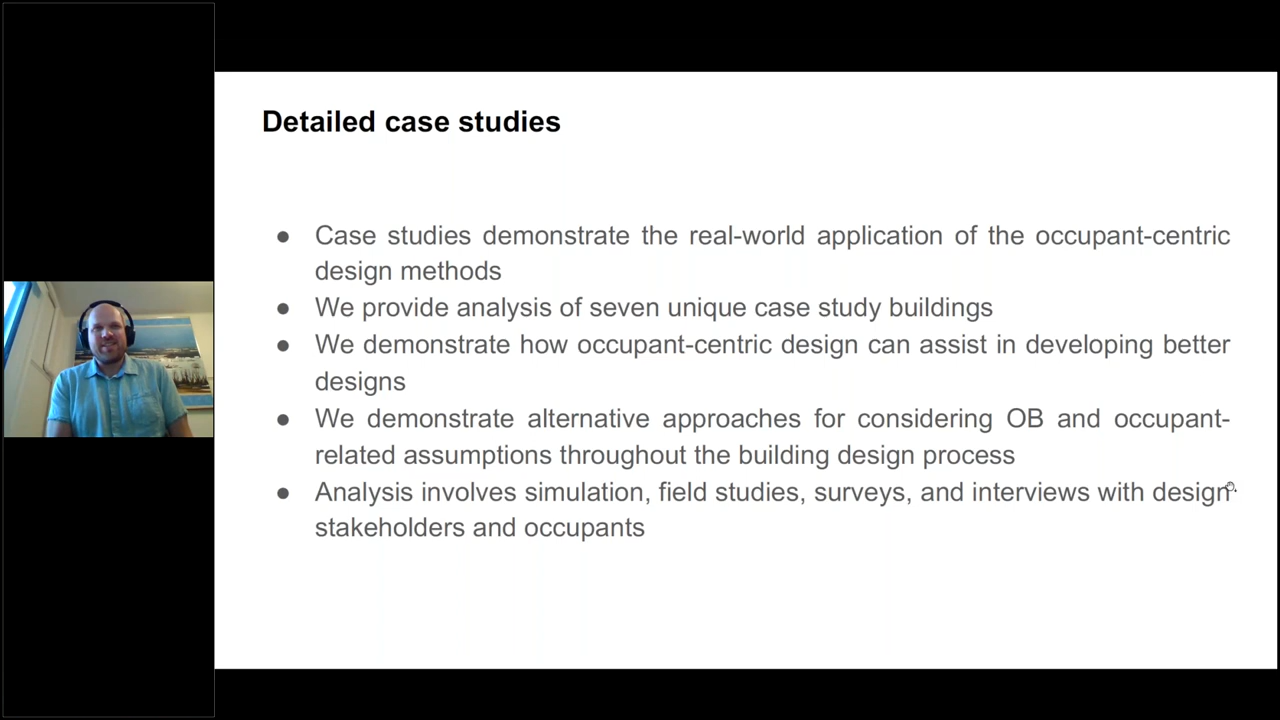 Detailed case studies
● Case studies demonstrate the real-world application of the occupant-centric
design methods
● We provide analysis of seven unique case study buildings
● We demonstrate how occupant-centric design can assist in developing better
designs
● We demonstrate alternative approaches for considering OB and occupant-
related assumptions throughout the building design process
● Analysis involves simulation, field studies, surveys, and interviews with design
stakeholders and occupants